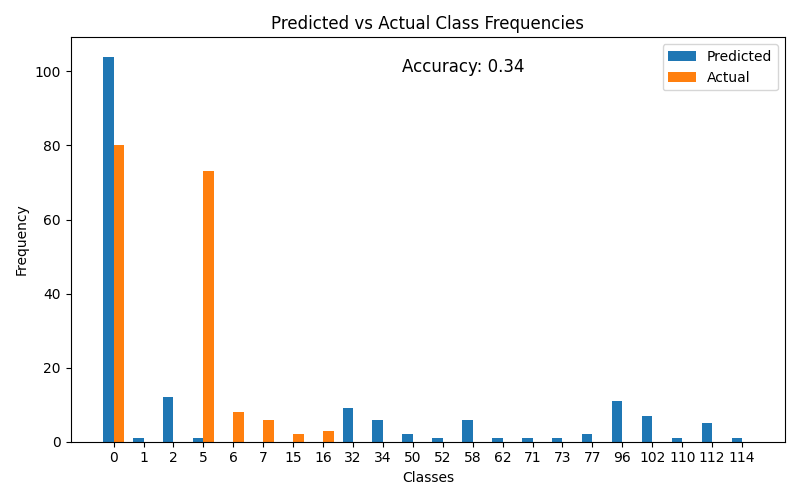 Predicted vs Actual Class Frequencies
Accuracy: 0.34
Predicted
Actual
Frequency
100
80
60
40
20
0
0 1 2 5 6 7 15 16 32 34 50 52 58 62 71 73 77 96 102 110 112 114
Classes